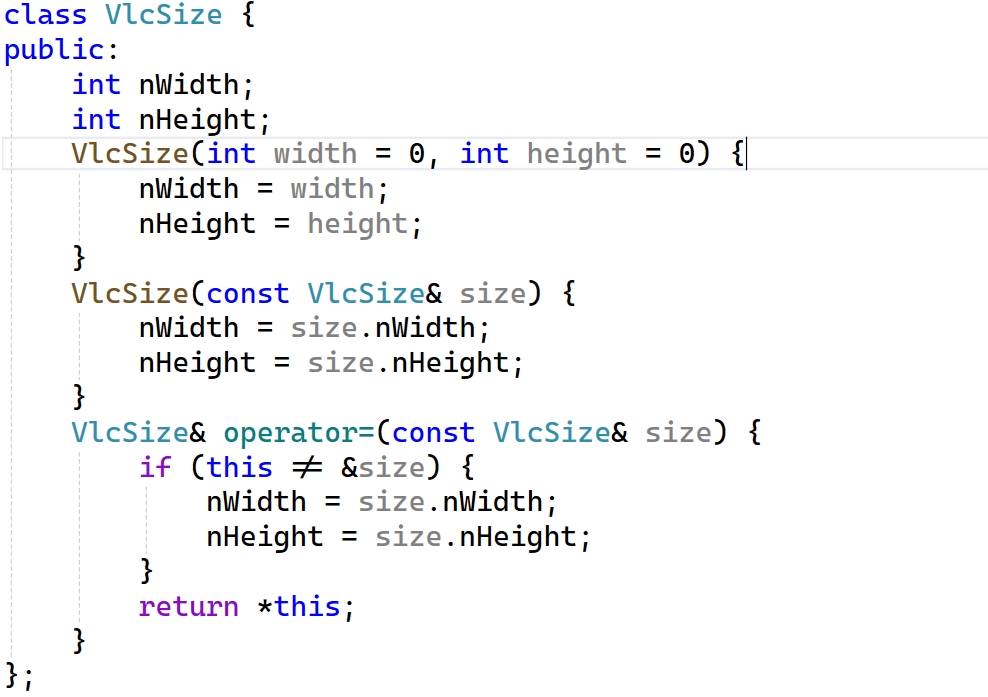 class VlcSize {
public:
    int nWidth;
    int nHeight;
    VlcSize(int width = 0, int height = 0) {
        nWidth = width;
        nHeight = height;
    }
    VlcSize(const VlcSize& size) {
        nWidth = size.nWidth;
        nHeight = size.nHeight;
    }
    VlcSize& operator=(const VlcSize& size) {
        if (this ≠ &size) {
            nWidth = size.nWidth;
            nHeight = size.nHeight;
        }
        return *this;
    }
};